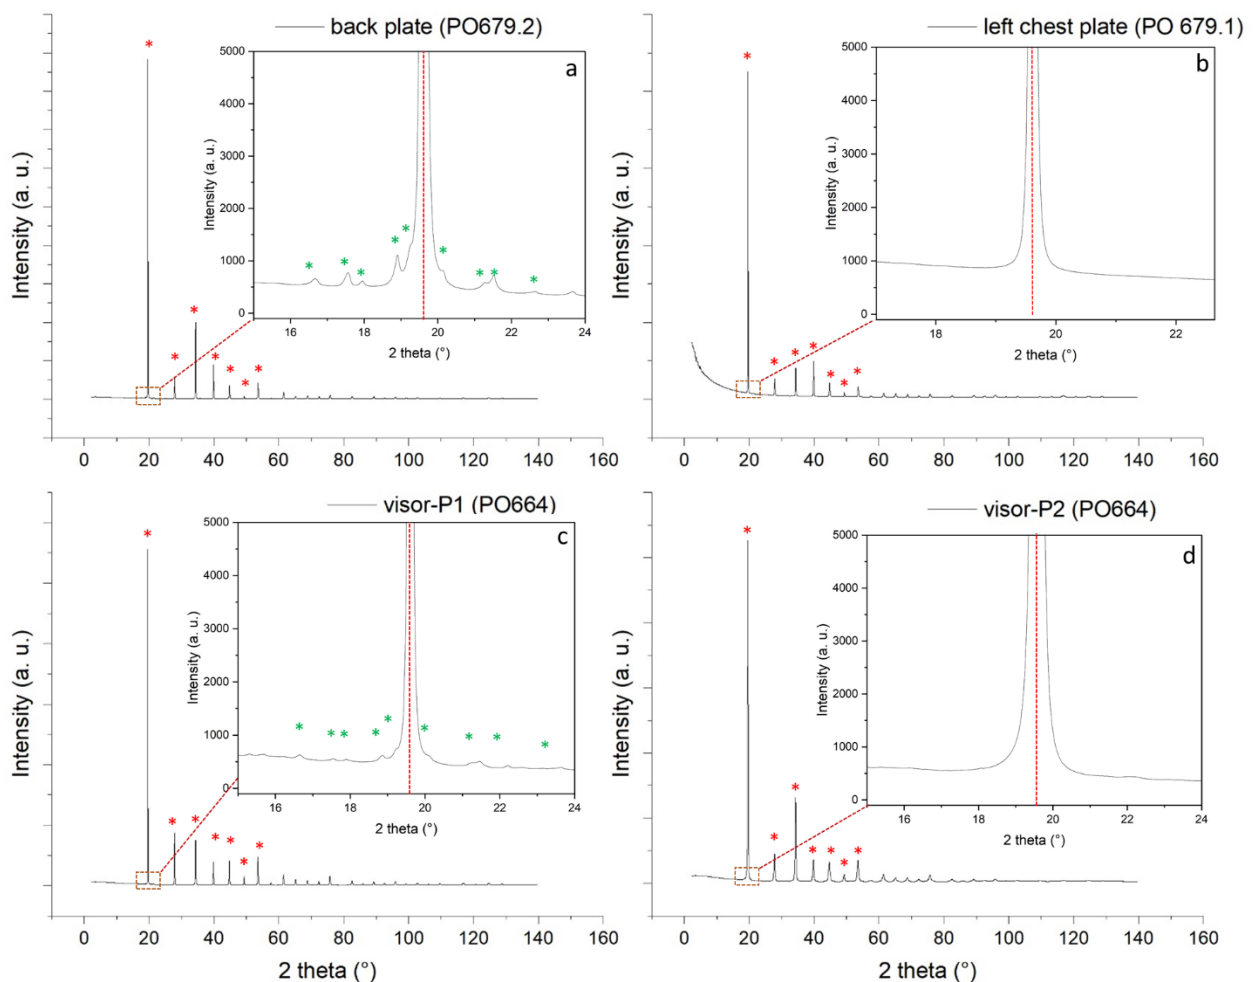 back plate (PO679.2)
a
Intensity (a. u.)
5000
4000
3000
2000
1000
0
16 18 20 22 24
2 theta (°)
Intensity (a. u.)
* * * * * * * *
* * * * * * * * *
0 20 40 60 80 100 120 140 160
left chest plate (PO 679.1)
b
Intensity (a. u.)
5000
4000
3000
2000
1000
0
18 20 22
2 theta (°)
Intensity (a. u.)
* * * * * * *
0 20 40 60 80 100 120 140 160
visor-P1 (PO664)
c
Intensity (a. u.)
5000
4000
3000
2000
1000
0
16 18 20 22 24
2 theta (°)
Intensity (a. u.)
* * * * * * *
* * * * * * * * *
0 20 40 60 80 100 120 140 160
2 theta (°)
visor-P2 (PO664)
d
Intensity (a. u.)
5000
4000
3000
2000
1000
0
16 18 20 22 24
2 theta (°)
Intensity (a. u.)
* * * * * * *
0 20 40 60 80 100 120 140 160
2 theta (°)